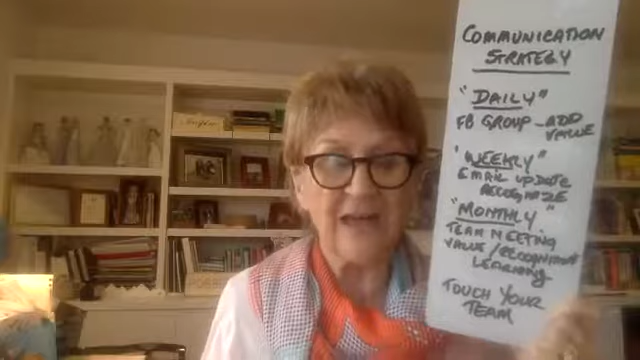 COMMUNICATION
STRATEGY
"DAILY"
FB GROUP - ADD
VALUE
"WEEKLY"
EMAIL UPDATE
RECOGNIZE
"MONTHLY"
TEAM MEETING
VALUE/RECOGNITION
LEARNING
TOUCH YOUR
TEAM